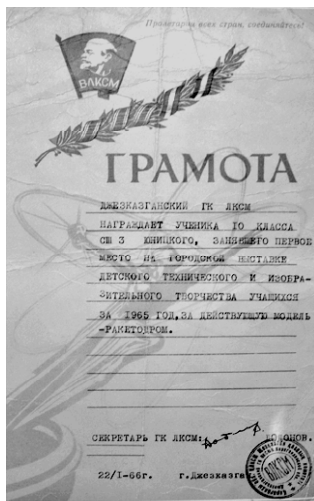 Пролетарии всех стран, соединяйтесь!
ВЛКСМ
ГРАМОТА
ДЖЕЗКАЗГАНСКИЙ ГК ЛКСМ
НАГРАЖДАЕТ УЧЕНИКА 10 КЛАССА
СШ 3 ЮНИЦКОГО, ЗАНЯВШЕГО ПЕРВОЕ
МЕСТО НА ГОРОДСКОЙ ВЫСТАВКЕ
ДЕТСКОГО ТЕХНИЧЕСКОГО И ИЗОБРА-
ЗИТЕЛЬНОГО ТВОРЧЕСТВА УЧАЩИХСЯ
ЗА 1965 ГОД, ЗА ДЕЙСТВУЮЩУЮ МОДЕЛЬ
-РАКЕТОДРОМ.
СЕКРЕТАРЬ ГК ЛКСМ:
22/I-66г. г.Джезказга
ВЛКСМ